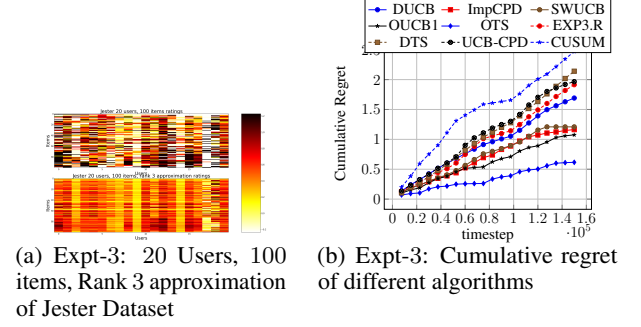 DUCB ImpCPD SWUCB
OUCB1 OTS EXP3.R
DTS UCB-CPD CUSUM
Jester 20 users, 100 items ratings
Items
Users
Jester 20 users, 100 items, Rank 3 approximation ratings
Items
Users
Cumulative Regret
2.5
2
1.5
1
0.5
0
0 0.2 0.4 0.6 0.8 1 1.2 1.4 1.6
timestep
·10⁵
(a) Expt-3: 20 Users, 100
items, Rank 3 approximation
of Jester Dataset
(b) Expt-3: Cumulative regret
of different algorithms